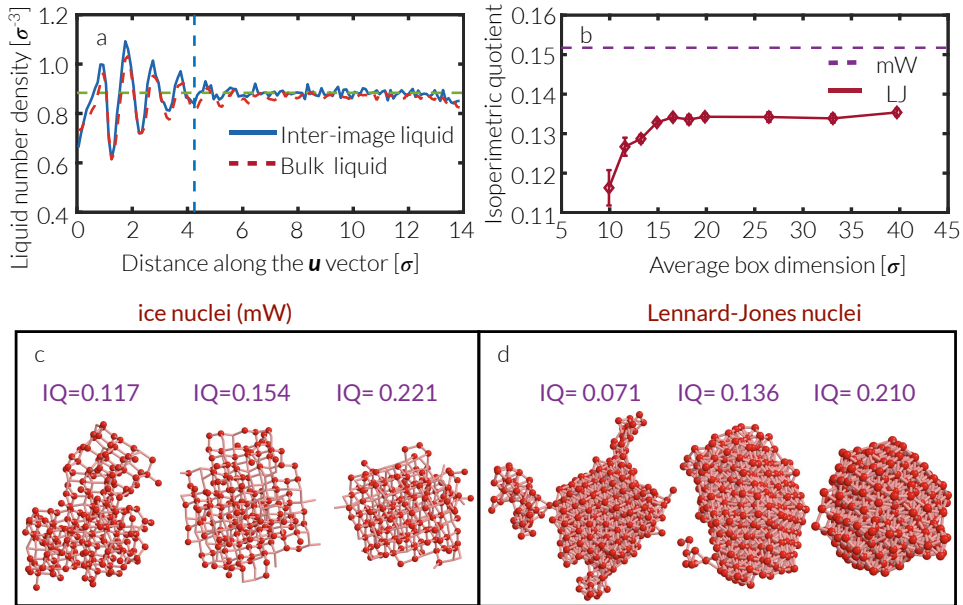 Liquid number density [σ⁻³]
1.2
1.0
0.8
0.6
0.4
a
Inter-image liquid
Bulk liquid
0 2 4 6 8 10 12 14
Distance along the u vector [σ]
Isoperimetric quotient
0.16
0.15
0.14
0.13
0.12
0.11
b
mW
LJ
5 10 15 20 25 30 35 40 45
Average box dimension [σ]
ice nuclei (mW)
c
IQ=0.117 IQ=0.154 IQ=0.221
Lennard-Jones nuclei
d
IQ=0.071 IQ=0.136 IQ= 0.210